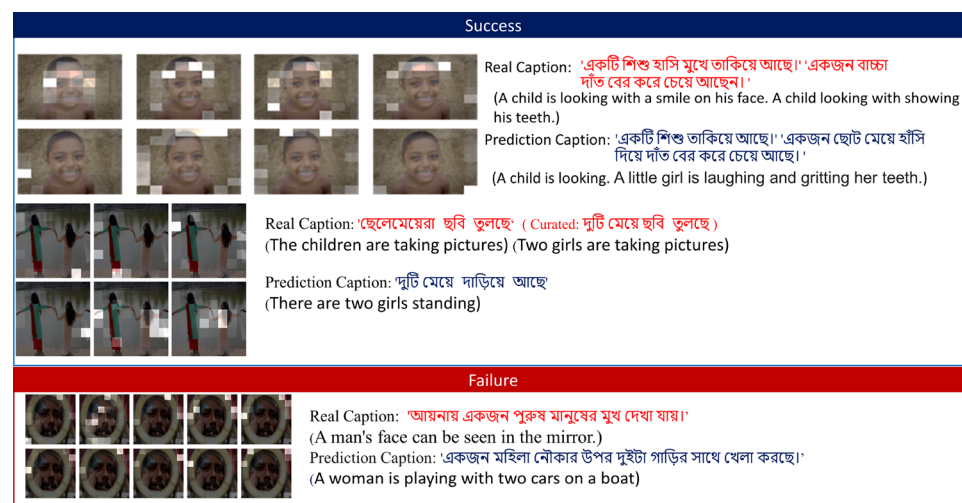 Success
Real Caption: 'একটি শিশু হাসি মুখে তাকিয়ে আছে।' 'একজন বাচ্চা
দাঁত বের করে চেয়ে আছেন। '
(A child is looking with a smile on his face. A child looking with showing
his teeth.)
Prediction Caption: 'একটি শিশু তাকিয়ে আছে।' 'একজন ছোট মেয়ে হাঁসি
দিয়ে দাঁত বের করে চেয়ে আছে। '
(A child is looking. A little girl is laughing and gritting her teeth.)
Real Caption: 'ছেলেমেয়েরা ছবি তুলছে' ( Curated: দুটি মেয়ে ছবি তুলছে )
(The children are taking pictures) (Two girls are taking pictures)
Prediction Caption: 'দুটি মেয়ে দাড়িয়ে আছে'
(There are two girls standing)
Failure
Real Caption: 'আয়নায় একজন পুরুষ মানুষের মুখ দেখা যায়।'
(A man's face can be seen in the mirror.)
Prediction Caption: 'একজন মহিলা নৌকার উপর দুইটা গাড়ির সাথে খেলা করছে।'
(A woman is playing with two cars on a boat)